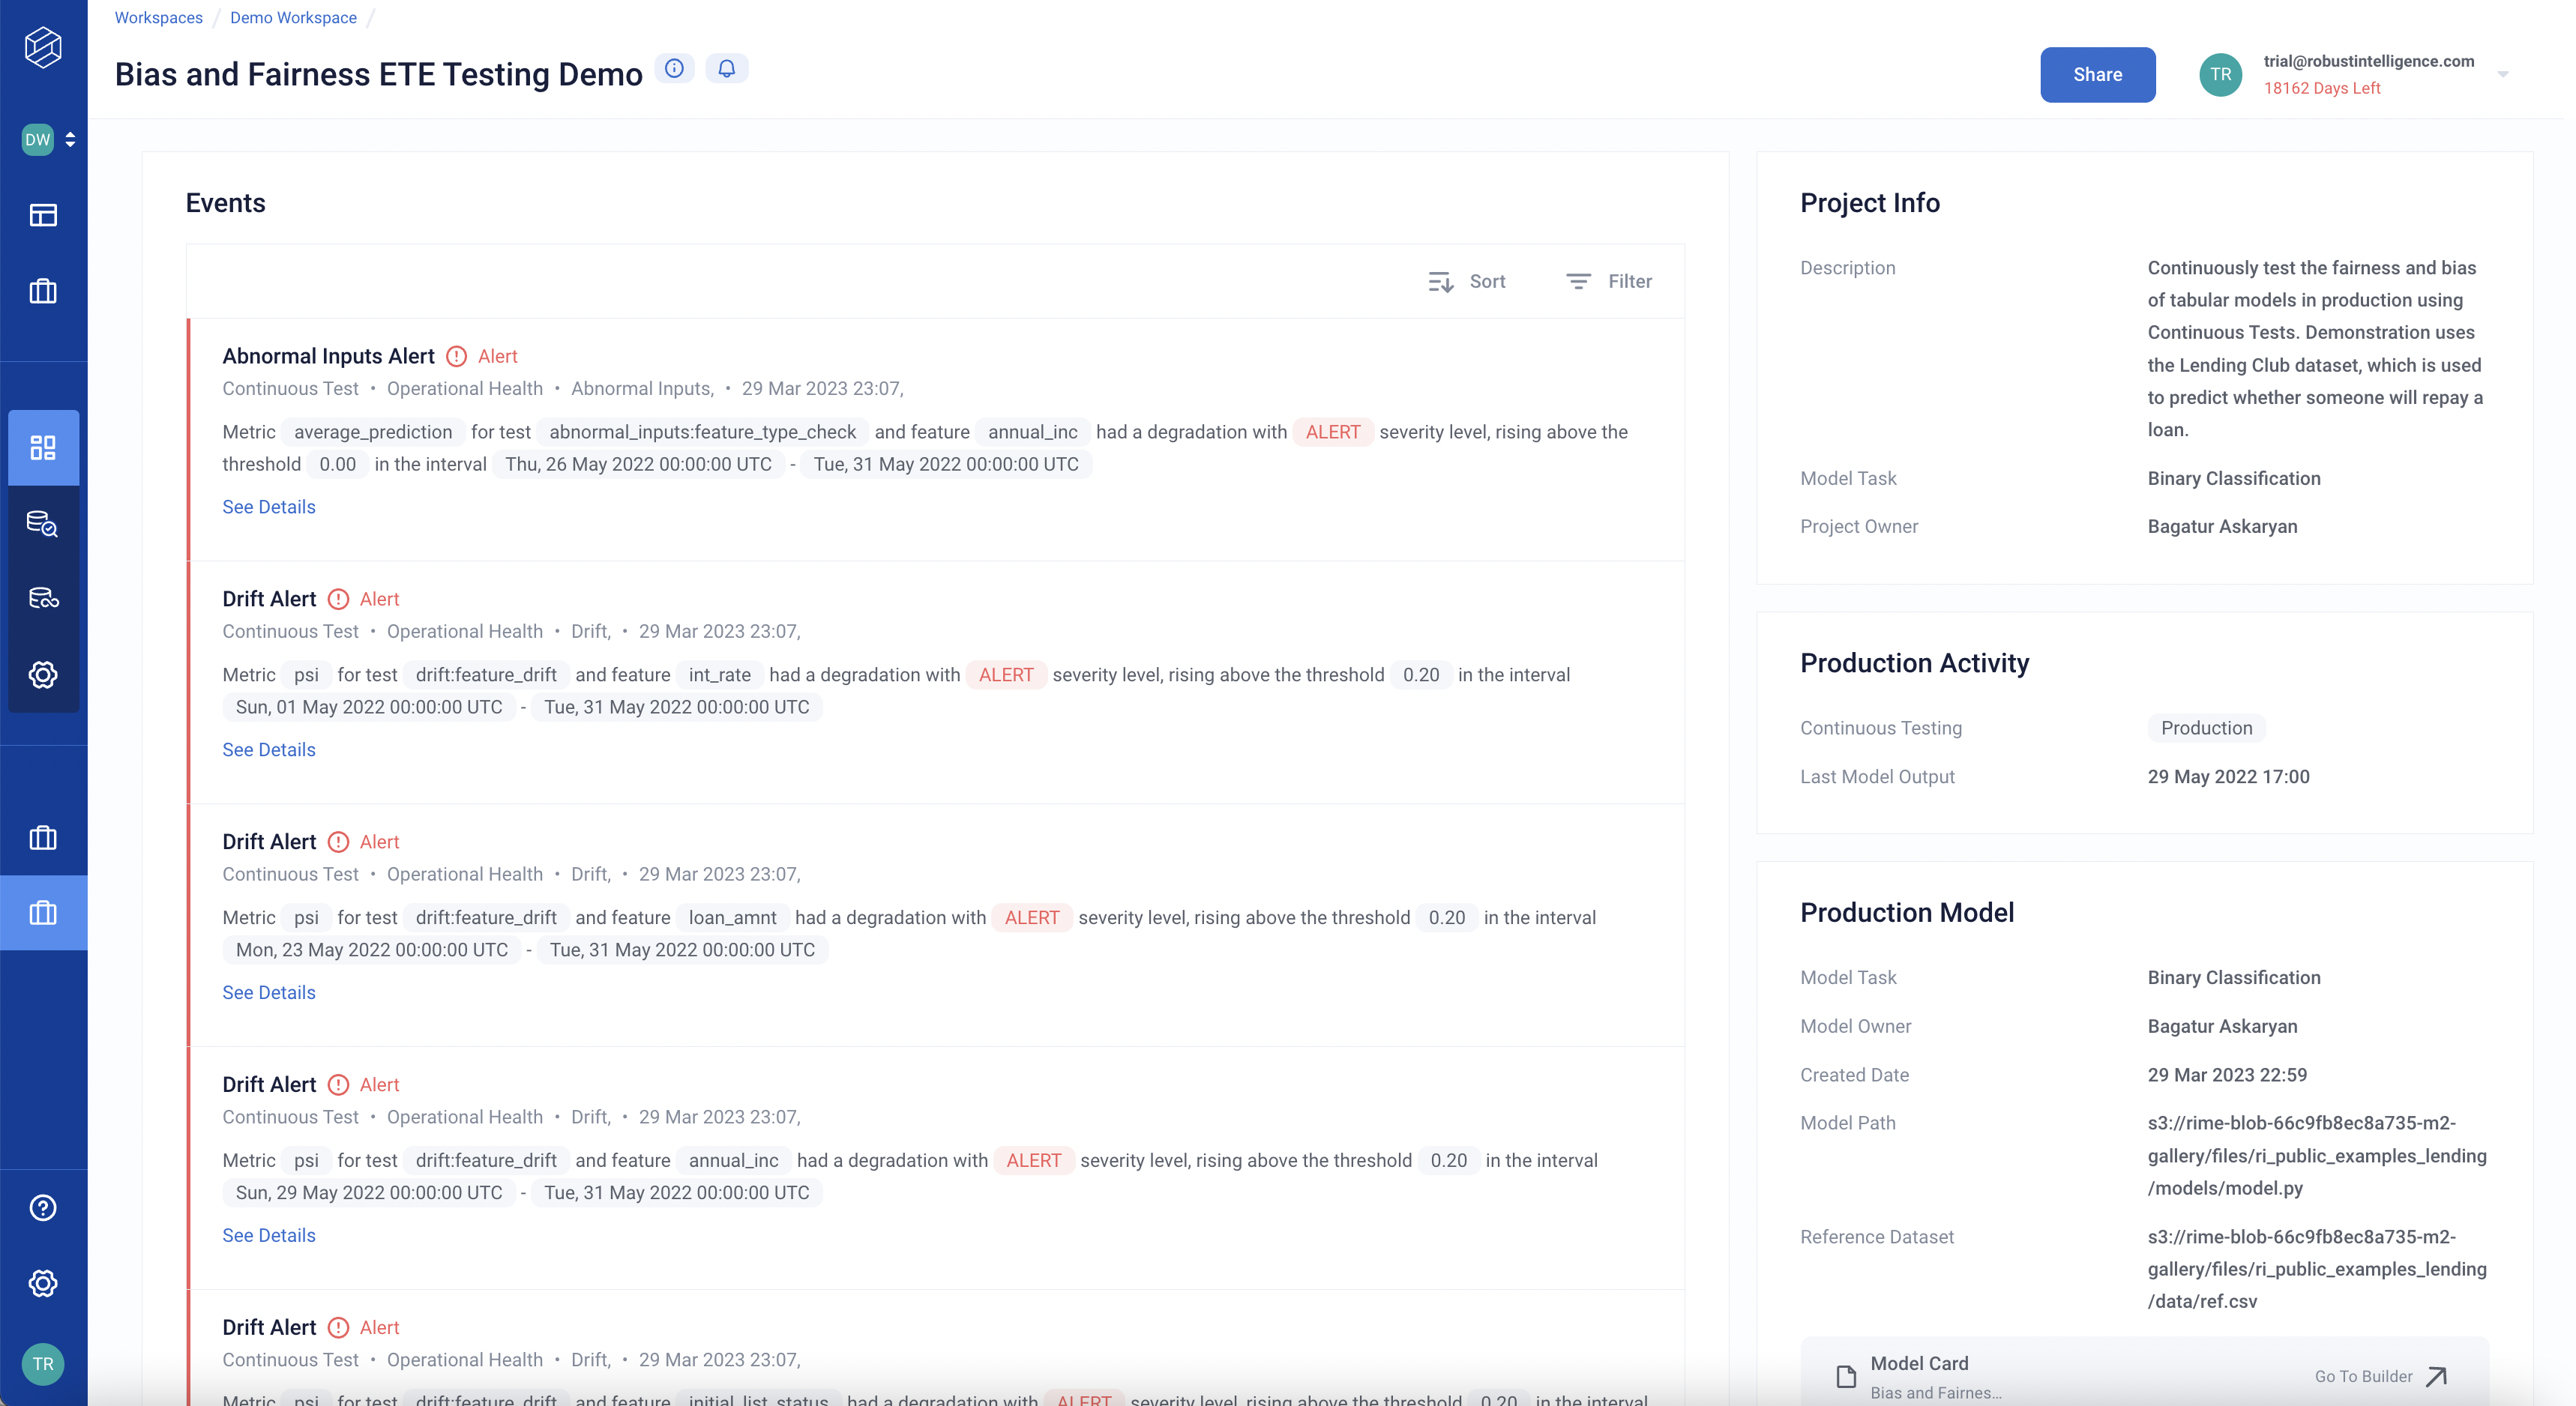 Workspaces / Demo Workspace /
Bias and Fairness ETE Testing Demo
Share
TR
trial@robustintelligence.com
18162 Days Left
DW
Events
Sort
Filter
Abnormal Inputs Alert Alert
Continuous Test • Operational Health • Abnormal Inputs, • 29 Mar 2023 23:07,
Metric average_prediction for test abnormal_inputs:feature_type_check and feature annual_inc had a degradation with ALERT severity level, rising above the
threshold 0.00 in the interval Thu, 26 May 2022 00:00:00 UTC - Tue, 31 May 2022 00:00:00 UTC
See Details
Drift Alert Alert
Continuous Test • Operational Health • Drift, • 29 Mar 2023 23:07,
Metric psi for test drift:feature_drift and feature int_rate had a degradation with ALERT severity level, rising above the threshold 0.20 in the interval
Sun, 01 May 2022 00:00:00 UTC - Tue, 31 May 2022 00:00:00 UTC
See Details
Drift Alert Alert
Continuous Test • Operational Health • Drift, • 29 Mar 2023 23:07,
Metric psi for test drift:feature_drift and feature loan_amnt had a degradation with ALERT severity level, rising above the threshold 0.20 in the interval
Mon, 23 May 2022 00:00:00 UTC - Tue, 31 May 2022 00:00:00 UTC
See Details
Drift Alert Alert
Continuous Test • Operational Health • Drift, • 29 Mar 2023 23:07,
Metric psi for test drift:feature_drift and feature annual_inc had a degradation with ALERT severity level, rising above the threshold 0.20 in the interval
Sun, 29 May 2022 00:00:00 UTC - Tue, 31 May 2022 00:00:00 UTC
See Details
Drift Alert Alert
Continuous Test • Operational Health • Drift, • 29 Mar 2023 23:07,
Metric psi for test drift:feature_drift and feature initial_list_status had a degradation with ALERT severity level, rising above the threshold 0.20 in the interval
Project Info
Description
Continuously test the fairness and bias
of tabular models in production using
Continuous Tests. Demonstration uses
the Lending Club dataset, which is used
to predict whether someone will repay a
loan.
Model Task Binary Classification
Project Owner Bagatur Askaryan
Production Activity
Continuous Testing Production
Last Model Output 29 May 2022 17:00
Production Model
Model Task Binary Classification
Model Owner Bagatur Askaryan
Created Date 29 Mar 2023 22:59
Model Path s3://rime-blob-66c9fb8ec8a735-m2-
gallery/files/ri_public_examples_lending
/models/model.py
Reference Dataset s3://rime-blob-66c9fb8ec8a735-m2-
gallery/files/ri_public_examples_lending
/data/ref.csv
Model Card
Bias and Fairnes...
Go To Builder
TR